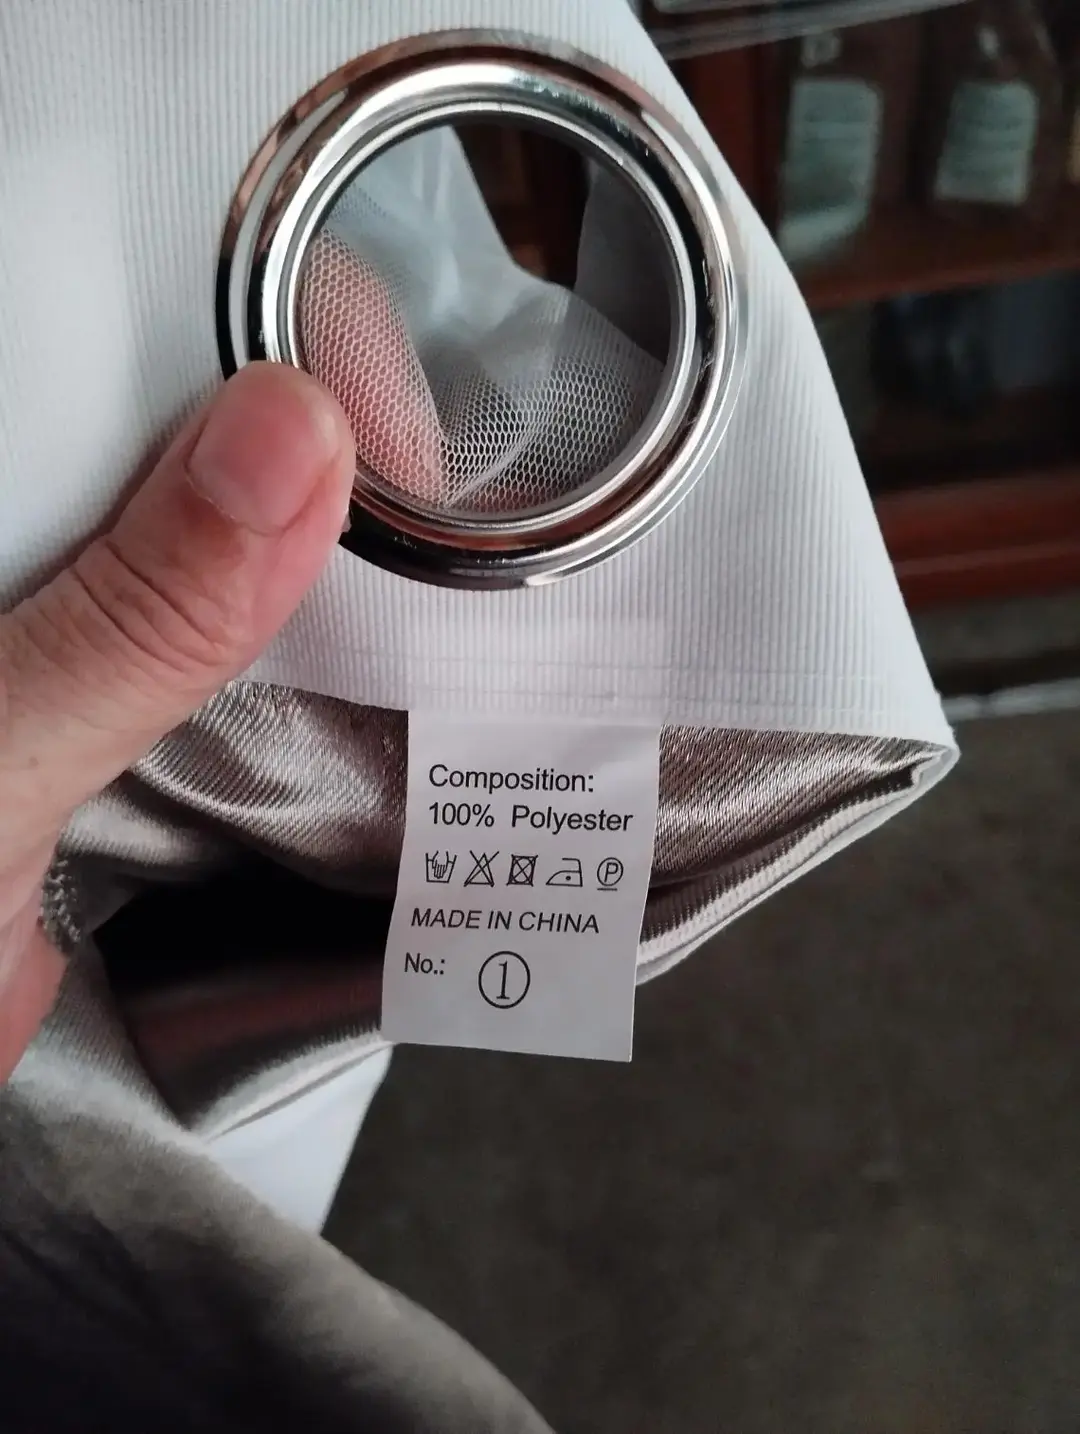 Composition:
100% Polyester
P
MADE IN CHINA
No.: ①